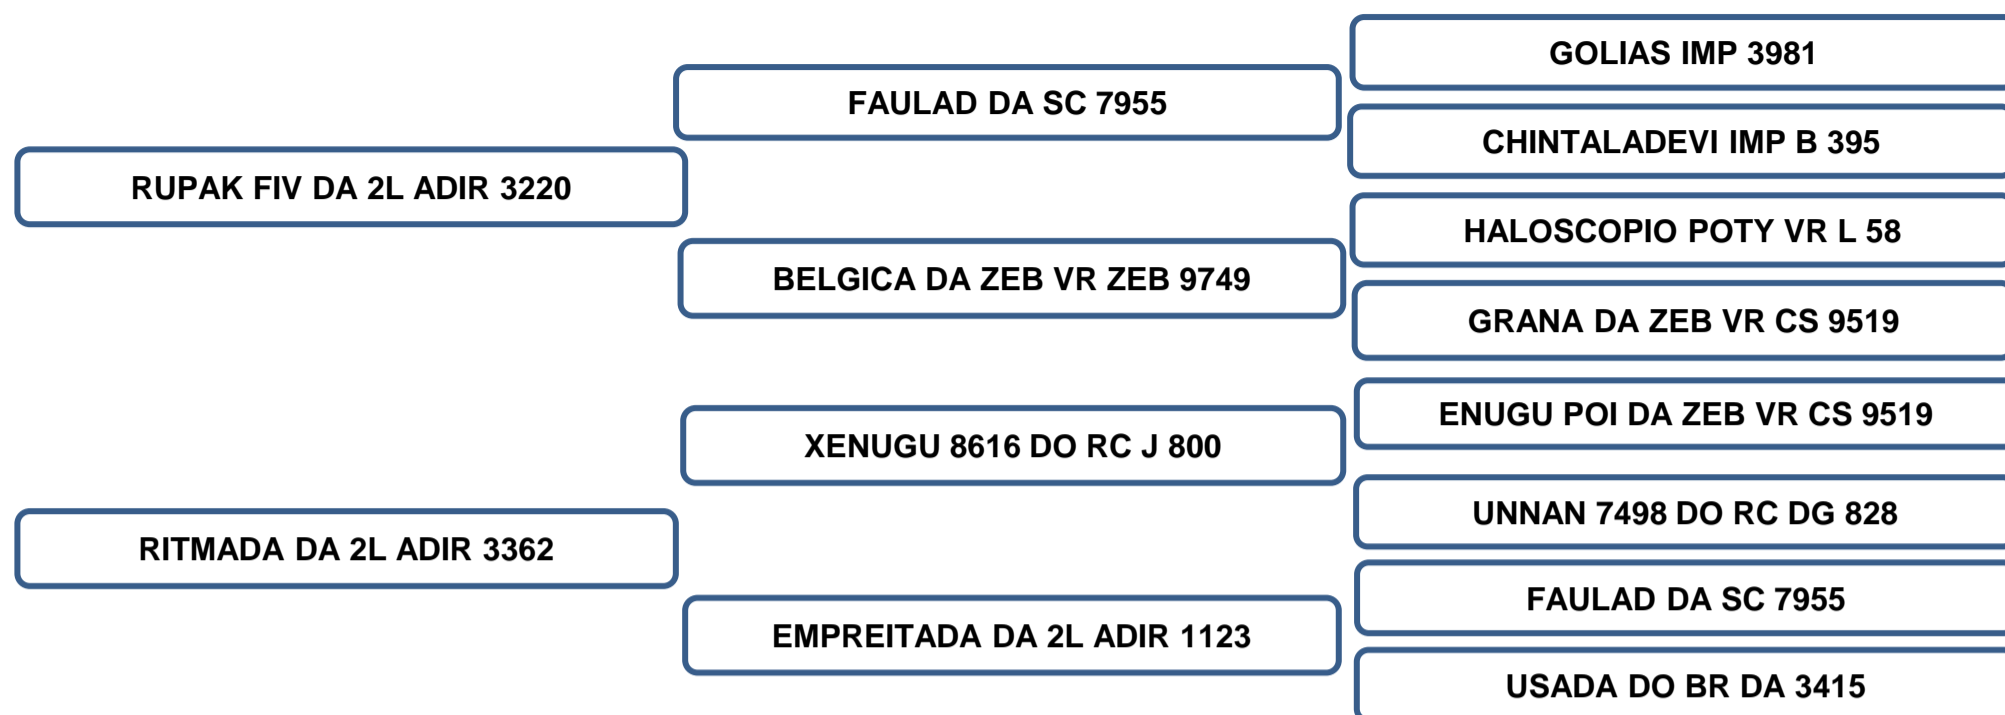 GOLIAS IMP 3981
FAULAD DA SC 7955
CHINTALADEVI IMP B 395
RUPAK FIV DA 2L ADIR 3220
HALOSCOPIO POTY VR L 58
BELGICA DA ZEB VR ZEB 9749
GRANA DA ZEB VR CS 9519
ENUGU POI DA ZEB VR CS 9519
XENUGU 8616 DO RC J 800
UNNAN 7498 DO RC DG 828
RITMADA DA 2L ADIR 3362
FAULAD DA SC 7955
EMPREITADA DA 2L ADIR 1123
USADA DO BR DA 3415